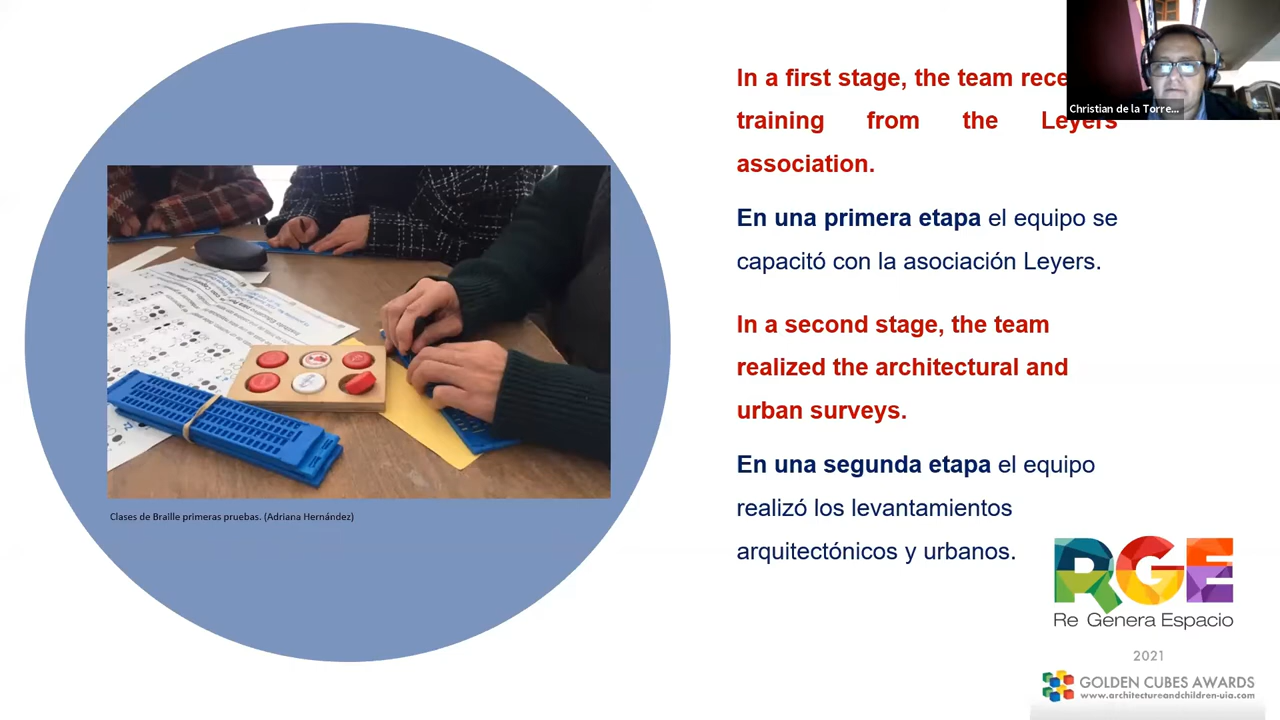 In a first stage, the team
training from the Leyers
association.
En una primera etapa el equipo se
capacitó con la asociación Leyers.
In a second stage, the team
realized the architectural and
urban surveys.
En una segunda etapa el equipo
realizó los levantamientos
arquitectónicos y urbanos.
Clases de Braille primeras pruebas. (Adriana Hernández)
Christian de la Torre...
RGE
Re Genera Espacio
2021
GOLDEN CUBES AWARDS
www.architectureandchildren-uia.com